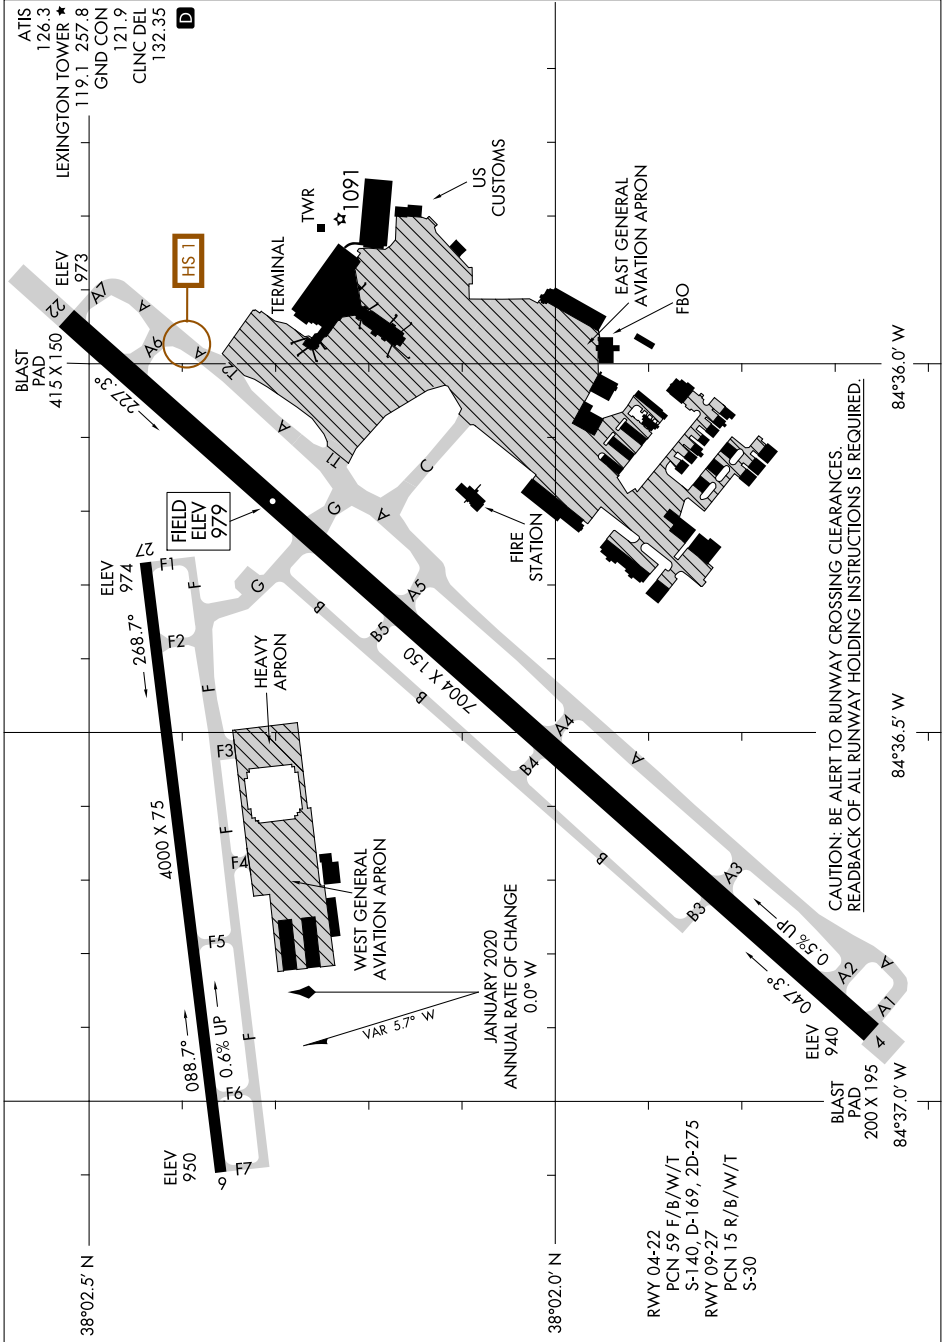 ATIS
126.3
LEXINGTON TOWER ★
119.1 257.8
GND CON
121.9
CLNC DEL
132.35
D
38°02.5' N
38°02.0' N
84°36.0' W
84°36.5' W
84°37.0' W
ELEV
950
9
088.7°
0.6% UP
4000 X 75
268.7°
ELEV
974
27
FIELD
ELEV
979
BLAST
PAD
415 X 150
227.3°
22
ELEV
973
HS 1
A7
A
A6
A
T2
A
T1
G
A
C
G
F1
F
F2
F
F3
F
F4
F5
F
F6
F7
HEAVY
APRON
WEST GENERAL
AVIATION APRON
VAR 5.7° W
JANUARY 2020
ANNUAL RATE OF CHANGE
0.0° W
TERMINAL
TWR
1091
US
CUSTOMS
EAST GENERAL
AVIATION APRON
FBO
FIRE
STATION
B
B5
A5
B
7004 X 150
A4
B4
A
B
A3
B3
0.5% UP
047.3°
A2
A
A1
4
ELEV
940
BLAST
PAD
200 X 195
CAUTION: BE ALERT TO RUNWAY CROSSING CLEARANCES.
READBACK OF ALL RUNWAY HOLDING INSTRUCTIONS IS REQUIRED.
RWY 04-22
PCN 59 F/B/W/T
S-140, D-169, 2D-275
RWY 09-27
PCN 15 R/B/W/T
S-30